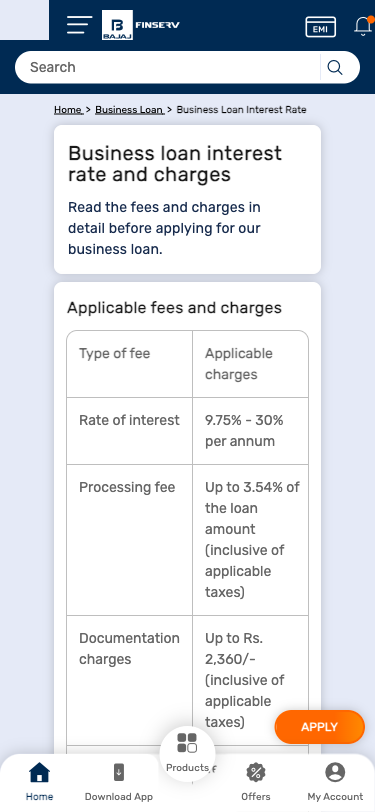 B
BAJAJ
FINSERV
EMI
Search
Home > Business Loan > Business Loan Interest Rate
Business loan interest
rate and charges
Read the fees and charges in
detail before applying for our
business loan.
Applicable fees and charges
Type of fee
Applicable
charges
Rate of interest
9.75% - 30%
per annum
Processing fee
Up to 3.54% of
the loan
amount
(inclusive of
applicable
taxes)
Documentation
charges
Up to Rs.
2,360/-
(inclusive of
applicable
taxes)
APPLY
Home
Download App
Products
Offers
My Account